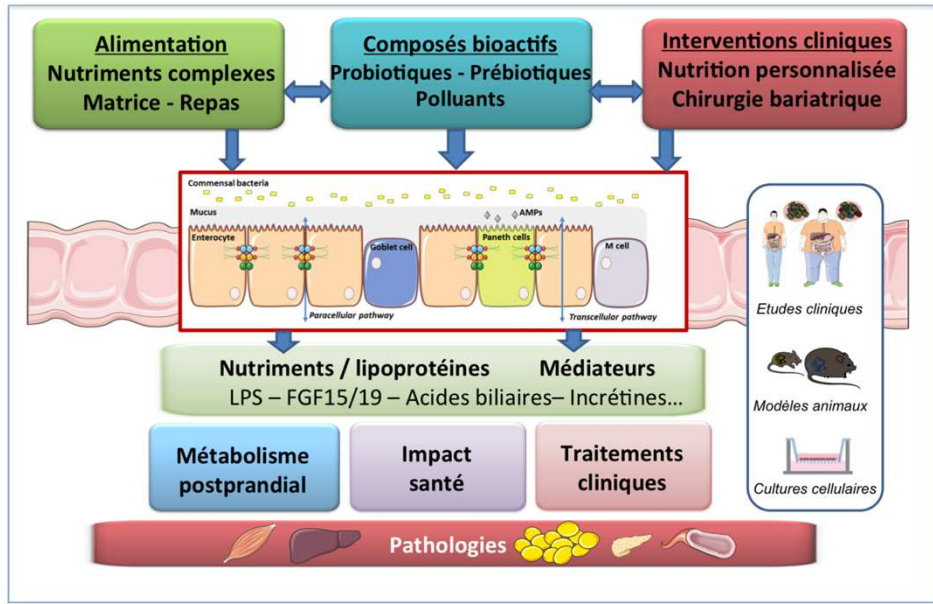 Alimentation
Nutriments complexes
Matrice - Repas
Composés bioactifs
Probiotiques - Prébiotiques
Polluants
Interventions cliniques
Nutrition personnalisée
Chirurgie bariatrique
Commensal bacteria
Mucus
AMPs
Enterocyte
Goblet cell
Paneth cells
M cell
Paracellular pathway
Transcellular pathway
Nutriments / lipoprotéines
Médiateurs
LPS – FGF15/19 – Acides biliaires– Incrétines...
Métabolisme
postprandial
Impact
santé
Traitements
cliniques
Pathologies
Etudes cliniques
Modèles animaux
Cultures cellulaires